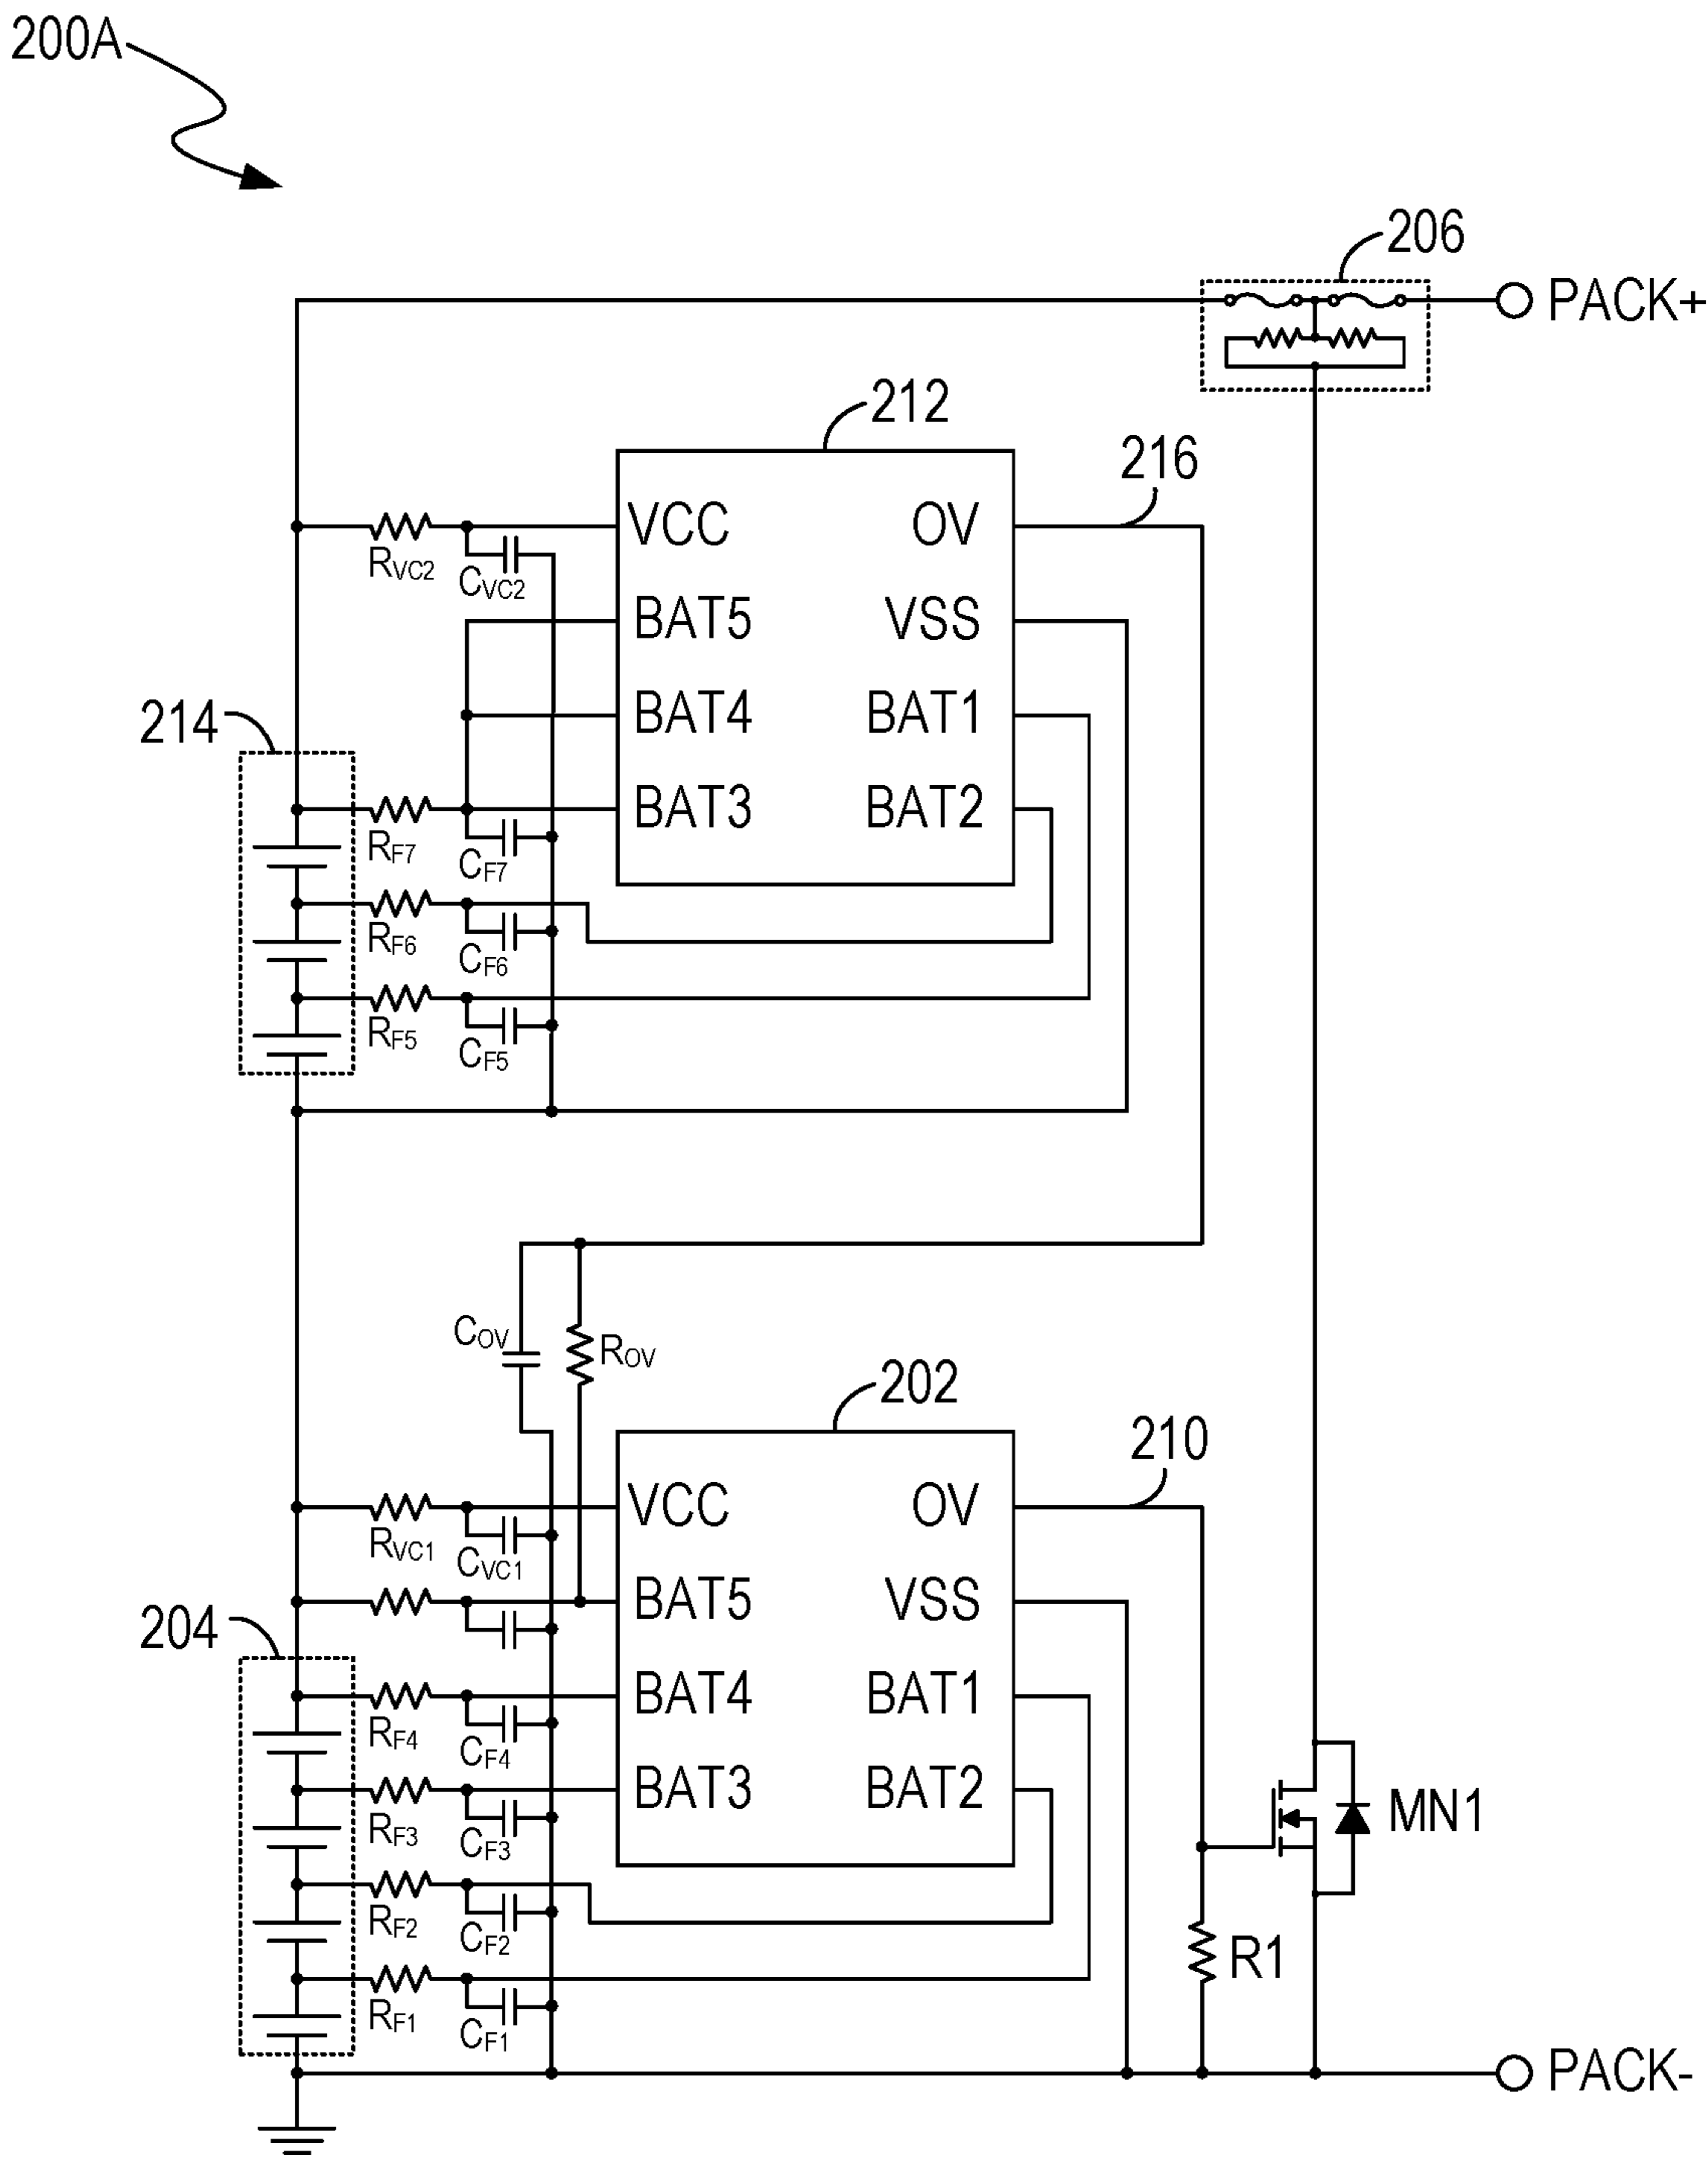 200A
206
PACK+
212
216
VCC
OV
RVC2
CVC2
BAT5
VSS
214
BAT4
BAT1
BAT3
BAT2
RF7
CF7
RF6
CF6
RF5
CF5
COV
ROV
202
210
VCC
OV
RVC1
CVC1
BAT5
VSS
204
BAT4
BAT1
RF4
CF4
BAT3
BAT2
MN1
RF3
CF3
RF2
CF2
R1
RF1
CF1
PACK-